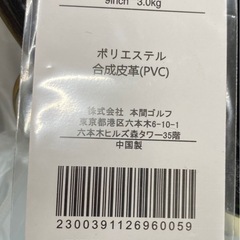 9inch 3.0kg
ポリエステル
合成皮革(PVC)
株式会社 本間ゴルフ
東京都港区六本木6-10-1
六本木ヒルズ森タワー35階
中国製
2300391126960059